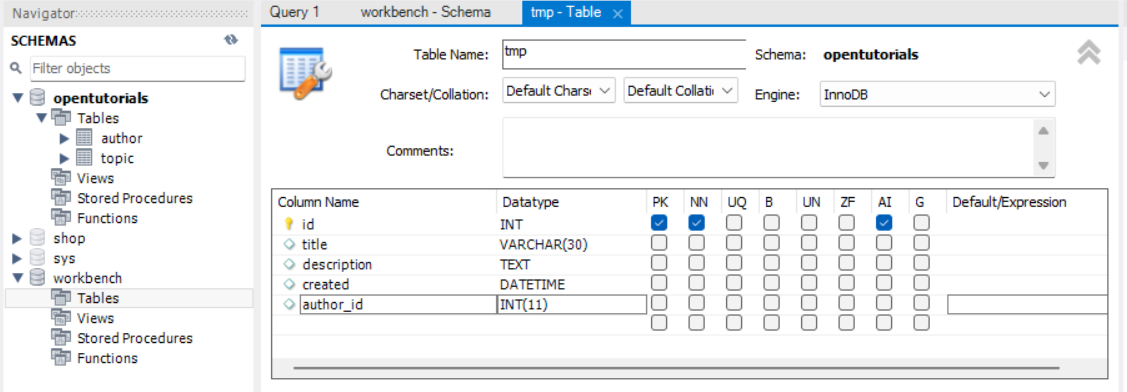 Navigator
SCHEMAS
Filter objects
opentutorials
Tables
author
topic
Views
Stored Procedures
Functions
shop
sys
workbench
Tables
Views
Stored Procedures
Functions
Query 1 workbench - Schema tmp - Table
Table Name: tmp Schema: opentutorials
Charset/Collation: Default Charse Default Collatic Engine: InnoDB
Comments:
Column Name Datatype PK NN UQ B UN ZF AI G Default/Expression
id INT
title VARCHAR(30)
description TEXT
created DATETIME
author_id INT(11)